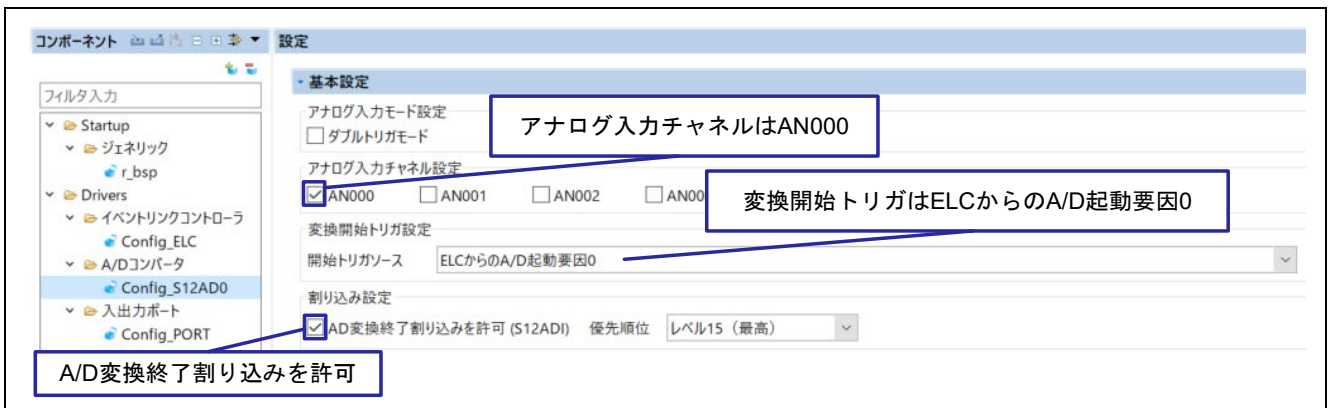 コンポーネント
設定
フィルタ入力
Startup
ジェネリック
r_bsp
Drivers
イベントリンクコントローラ
Config_ELC
A/Dコンバータ
Config_S12AD0
入出力ポート
Config_PORT
基本設定
アナログ入力モード設定
ダブルトリガモード
アナログ入力チャネルはAN000
アナログ入力チャネル設定
AN000 AN001 AN002 AN00
変換開始トリガはELCからのA/D起動要因0
変換開始トリガ設定
開始トリガソース ELCからのA/D起動要因0
割り込み設定
AD変換終了割り込みを許可 (S12ADI) 優先順位 レベル15（最高）
A/D変換終了割り込みを許可